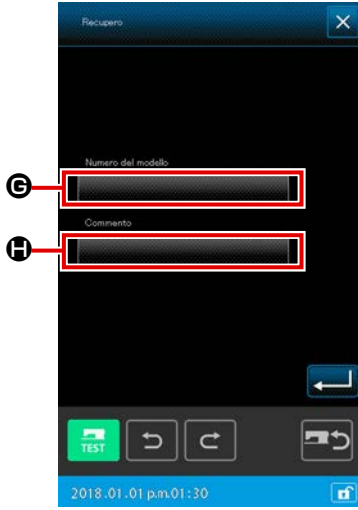 Recupero
Numero del modello
G
Commento
H
TEST
2018.01.01 p.m.01:30